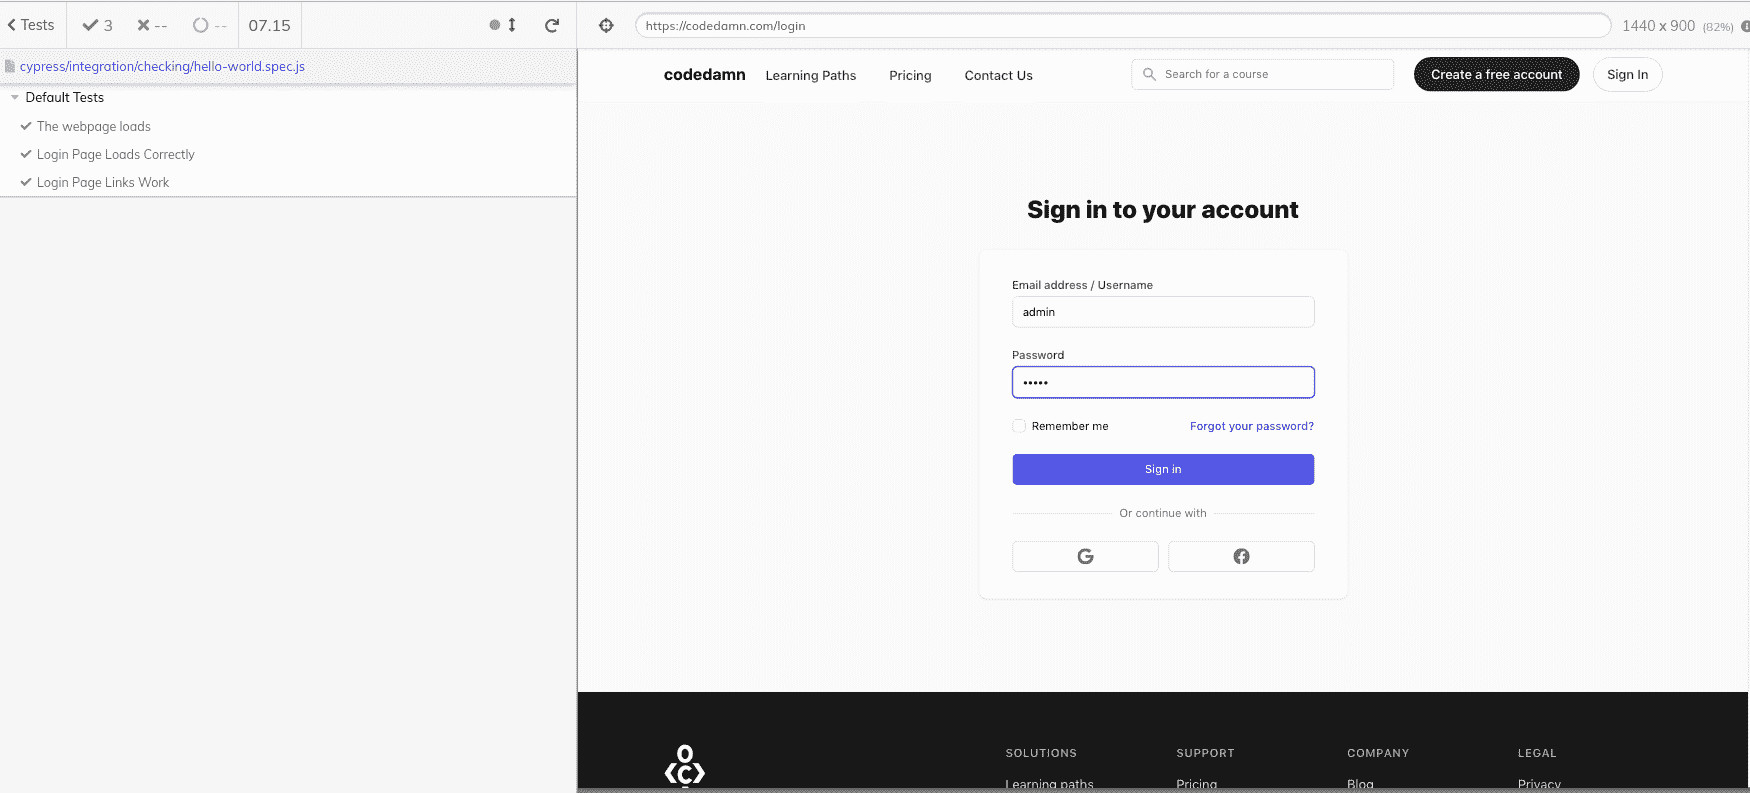 Tests 3 -- -- 07.15
https://codedamn.com/login 1440 x 900 (82%)
cypress/integration/checking/hello-world.spec.js
Default Tests
The webpage loads
Login Page Loads Correctly
Login Page Links Work
codedamn Learning Paths Pricing Contact Us Search for a course Create a free account Sign In
Sign in to your account
Email address / Username
admin
Password
•••••
Remember me Forgot your password?
Sign in
Or continue with
SOLUTIONS SUPPORT COMPANY LEGAL
Learning paths Pricing Blog Privacy